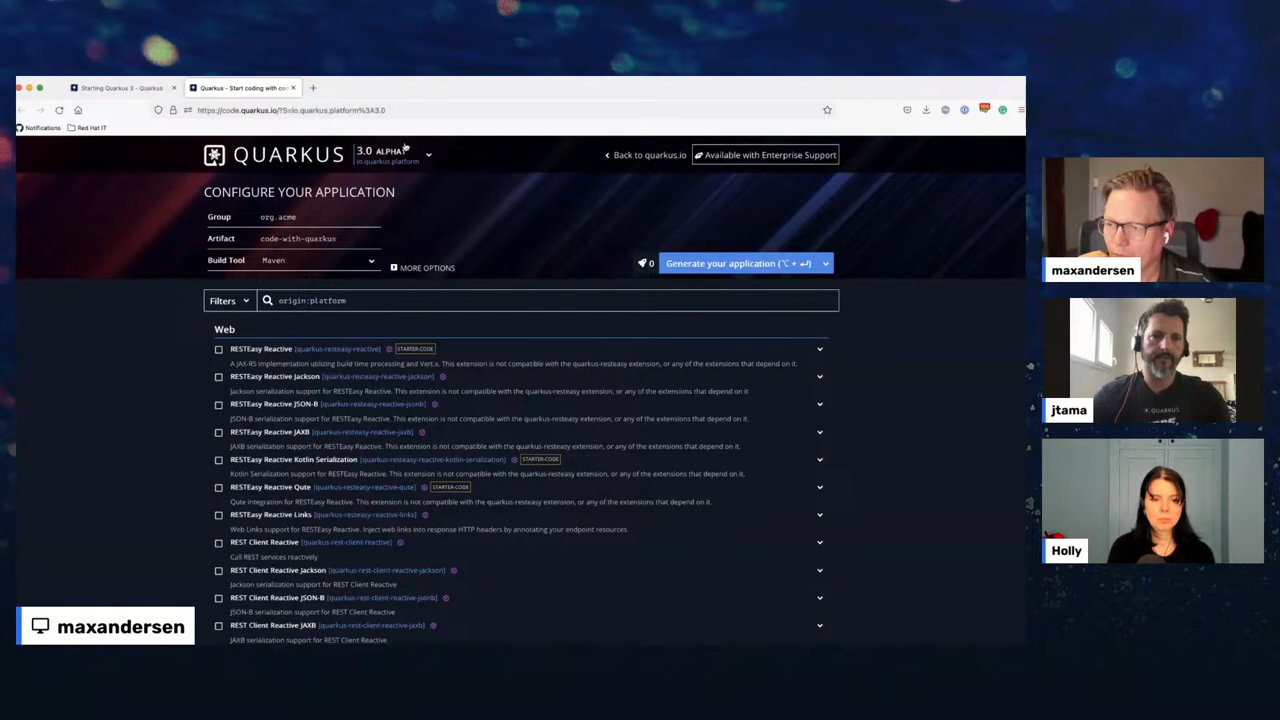 Starting Quarkus 3 - Quarkus
Quarkus - Start coding with co
https://code.quarkus.io/?S=io.quarkus.platform%3A3.0
Notifications
Red Hat IT
QUARKUS
3.0 ALPHA
io.quarkus.platform
Back to quarkus.io
Available with Enterprise Support
CONFIGURE YOUR APPLICATION
Group org.acme
Artifact code-with-quarkus
Build Tool Maven
MORE OPTIONS
0
Generate your application (⌥ + ↵)
Filters
origin:platform
Web
RESTEasy Reactive [quarkus-resteasy-reactive] STARTER-CODE
A JAX-RS implementation utilizing build time processing and Vert.x. This extension is not compatible with the quarkus-resteasy extension, or any of the extensions that depend on it.
RESTEasy Reactive Jackson [quarkus-resteasy-reactive-jackson]
Jackson serialization support for RESTEasy Reactive. This extension is not compatible with the quarkus-resteasy extension, or any of the extensions that depend on it
RESTEasy Reactive JSON-B [quarkus-resteasy-reactive-jsonb]
JSON-B serialization support for RESTEasy Reactive. This extension is not compatible with the quarkus-resteasy extension, or any of the extensions that depend on it.
RESTEasy Reactive JAXB [quarkus-resteasy-reactive-jaxb]
JAXB serialization support for RESTEasy Reactive. This extension is not compatible with the quarkus-resteasy extension, or any of the extensions that depend on it.
RESTEasy Reactive Kotlin Serialization [quarkus-resteasy-reactive-kotlin-serialization] STARTER-CODE
Kotlin Serialization support for RESTEasy Reactive. This extension is not compatible with the quarkus-resteasy extension, or any of the extensions that depend on it.
RESTEasy Reactive Qute [quarkus-resteasy-reactive-qute] STARTER-CODE
Qute integration for RESTEasy Reactive. This extension is not compatible with the quarkus-resteasy extension, or any of the extensions that depend on it.
RESTEasy Reactive Links [quarkus-resteasy-reactive-links]
Web Links support for RESTEasy Reactive. Inject web links into response HTTP headers by annotating your endpoint resources.
REST Client Reactive [quarkus-rest-client-reactive]
Call REST services reactively
REST Client Reactive Jackson [quarkus-rest-client-reactive-jackson]
Jackson serialization support for REST Client Reactive
REST Client Reactive JSON-B [quarkus-rest-client-reactive-jsonb]
JSON-B serialization support for REST Client Reactive
REST Client Reactive JAXB [quarkus-rest-client-reactive-jaxb]
JAXB serialization support for REST Client Reactive
maxandersen
maxandersen
jtama
QUARKUS
Holly